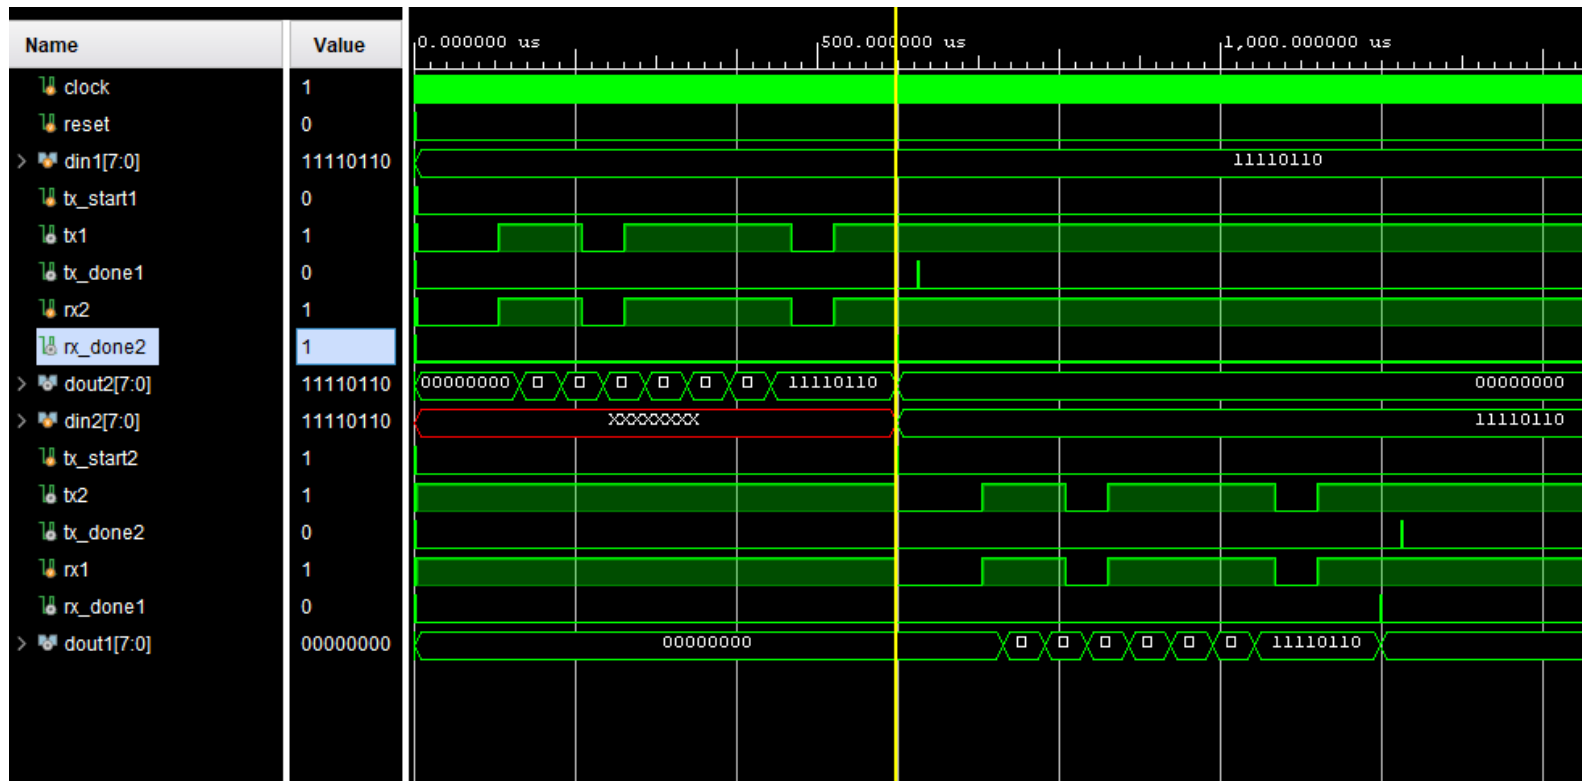 Name Value 0.000000 us 500.000000 us 1,000.000000 us
clock 1
reset 0
din1[7:0] 11110110 11110110
tx_start1 0
tx1 1
tx_done1 0
rx2 1
rx_done2 1
dout2[7:0] 11110110 00000000 11110110 00000000
din2[7:0] 11110110 XXXXXXXX 11110110
tx_start2 1
tx2 1
tx_done2 0
rx1 1
rx_done1 0
dout1[7:0] 00000000 00000000 11110110